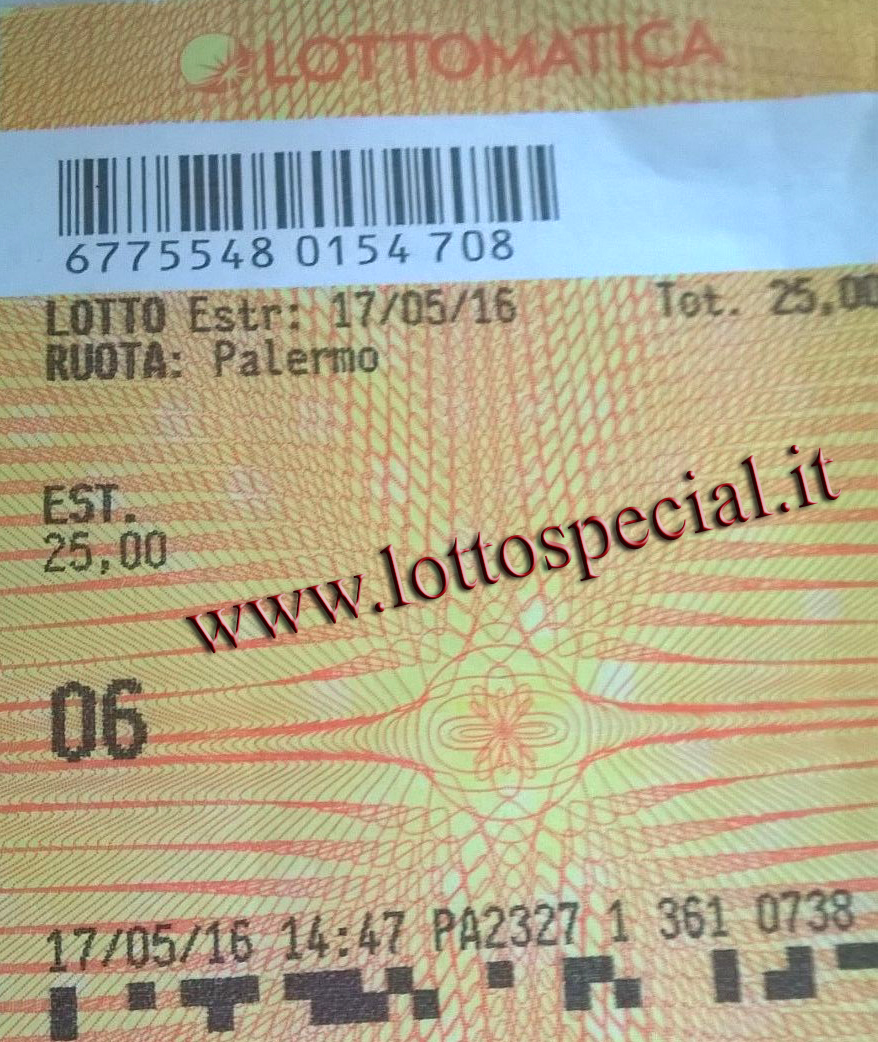 LOTTOMATICA
6775548 0154 708
LOTTO Estr: 17/05/16 Tot. 25,00
RUOTA: Palermo
EST.
25,00
www.lottospecial.it
06
17/05/16 14:47 PA2327 1 361 0738